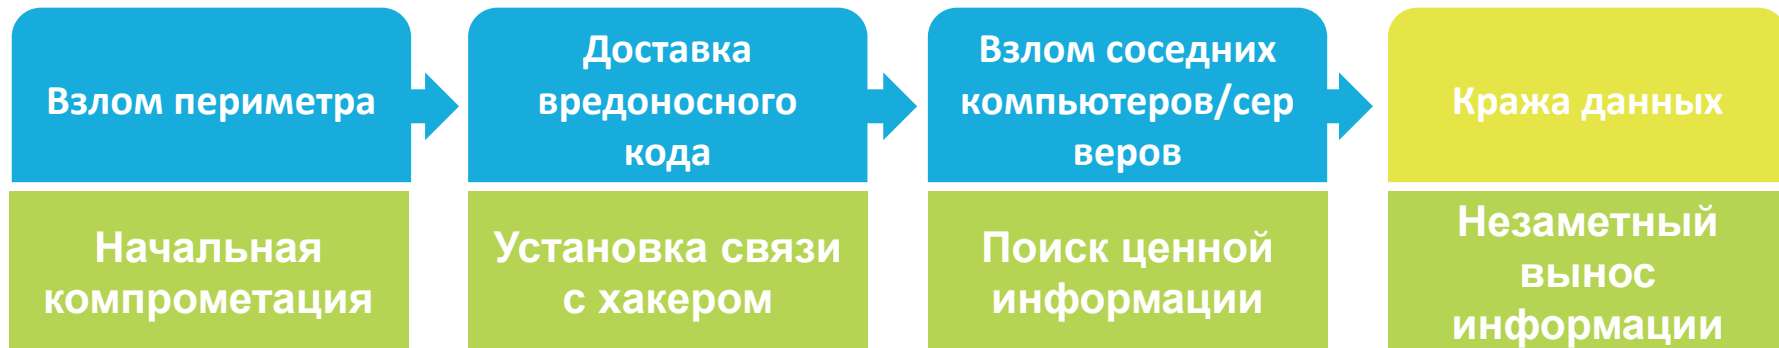 Взлом периметра
Доставка
вредоносного
кода
Взлом соседних
компьютеров/сер
веров
Кража данных
Начальная
компрометация
Установка связи
с хакером
Поиск ценной
информации
Незаметный
вынос
информации